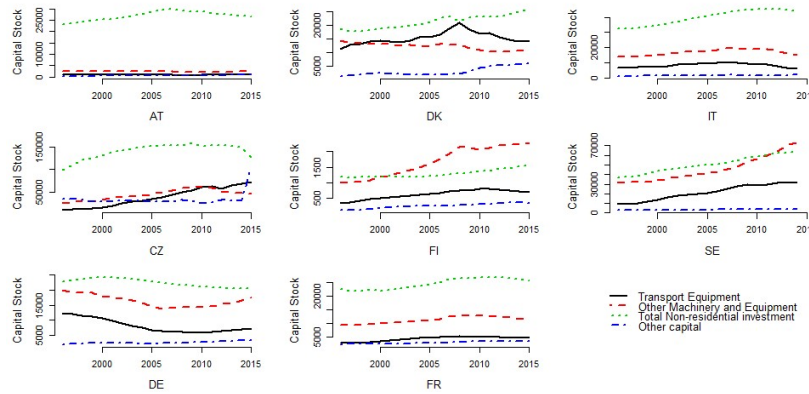 Capital Stock
0 5000 15000 25000
2000 2005 2010 2015
AT
Capital Stock
5000 10000 20000
2000 2005 2010 2015
DK
Capital Stock
0 20000 40000
2000 2005 2010 2015
IT
Capital Stock
50000 150000
2000 2005 2010 2015
CZ
Capital Stock
500 1500
2000 2005 2010 2015
FI
Capital Stock
0 30000 70000
2000 2005 2010 2015
SE
Capital Stock
5000 15000
2000 2005 2010 2015
DE
Capital Stock
5000 10000 20000
2000 2005 2010 2015
FR
Transport Equipment
Other Machinery and Equipment
Total Non-residential investment
Other capital